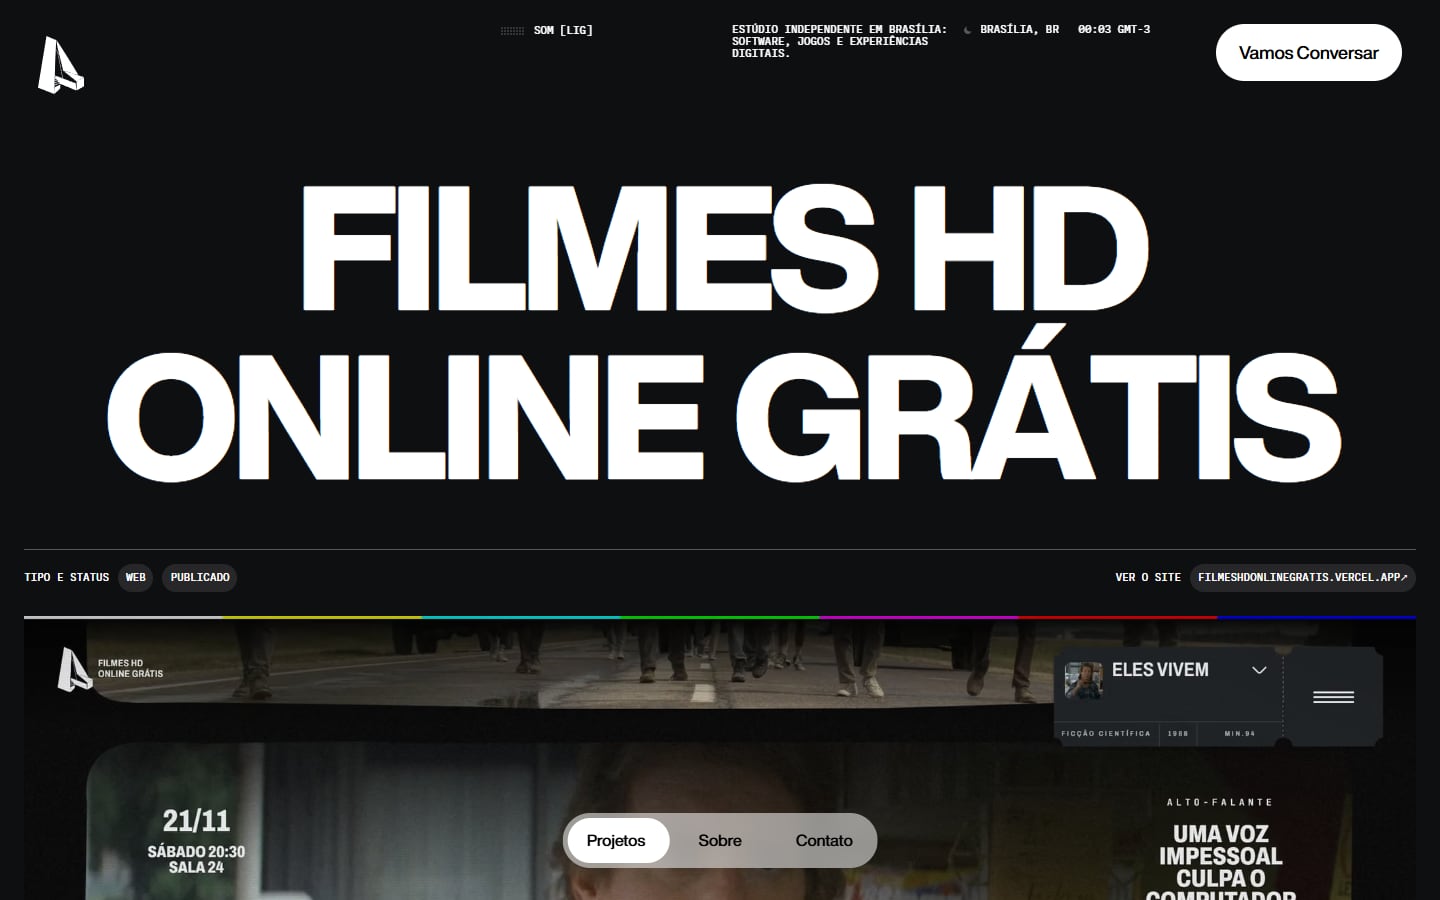 SOM [LIG]
ESTÚDIO INDEPENDENTE EM BRASÍLIA:
SOFTWARE, JOGOS E EXPERIÊNCIAS
DIGITAIS.
BRASÍLIA, BR 00:03 GMT-3
Vamos Conversar
FILMES HD
ONLINE GRÁTIS
TIPO E STATUS WEB PUBLICADO
VER O SITE FILMESHDONLINEGRATIS.VERCEL.APP↗
FILMES HD
ONLINE GRÁTIS
ELES VIVEM
FICÇÃO CIENTÍFICA 1988 MIN.94
21/11
SÁBADO 20:30
SALA 24
ALTO-FALANTE
UMA VOZ
IMPESSOAL
CULPA O
COMPUTADOR
Projetos Sobre Contato